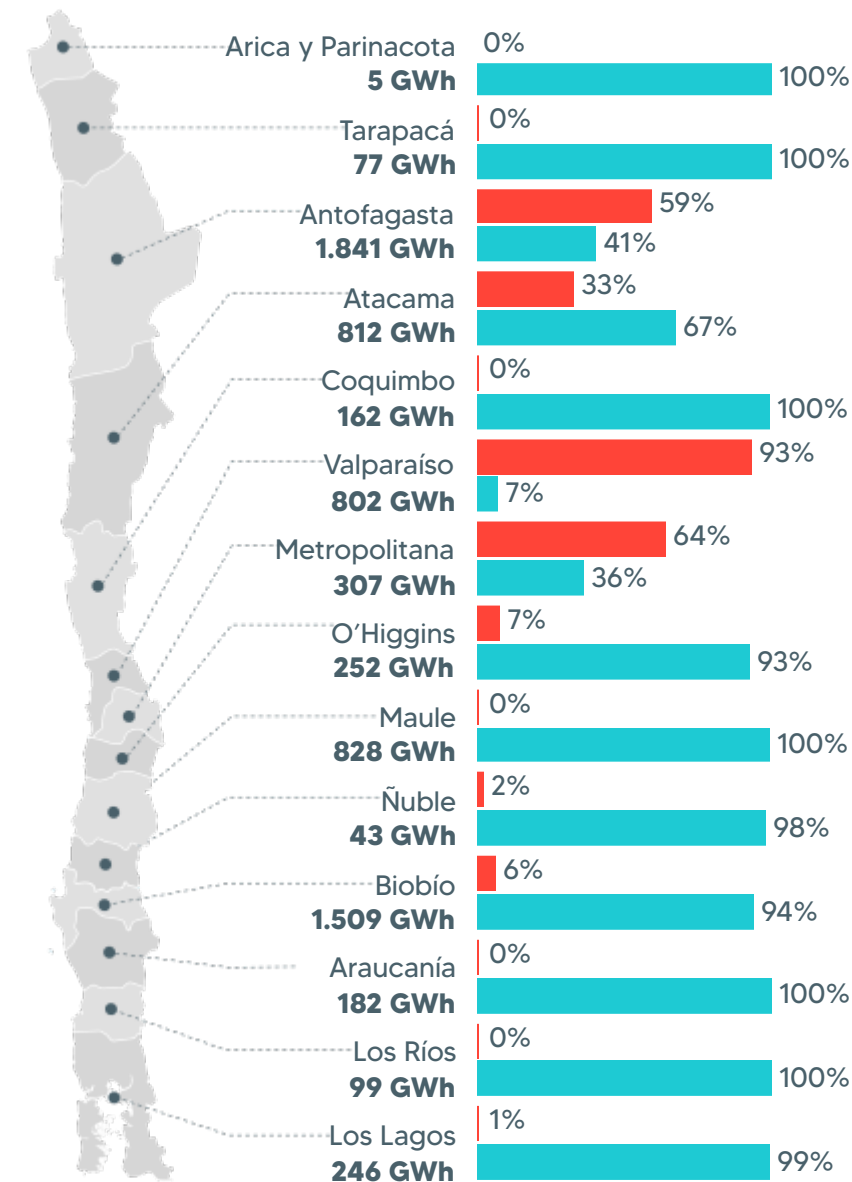 Arica y Parinacota
5 GWh
0%
100%
Tarapacá
77 GWh
0%
100%
Antofagasta
1.841 GWh
59%
41%
Atacama
812 GWh
33%
67%
Coquimbo
162 GWh
0%
100%
Valparaíso
802 GWh
93%
7%
Metropolitana
307 GWh
64%
36%
O'Higgins
252 GWh
7%
93%
Maule
828 GWh
0%
100%
Ñuble
43 GWh
2%
98%
Biobío
1.509 GWh
6%
94%
Araucanía
182 GWh
0%
100%
Los Ríos
99 GWh
0%
100%
Los Lagos
246 GWh
1%
99%